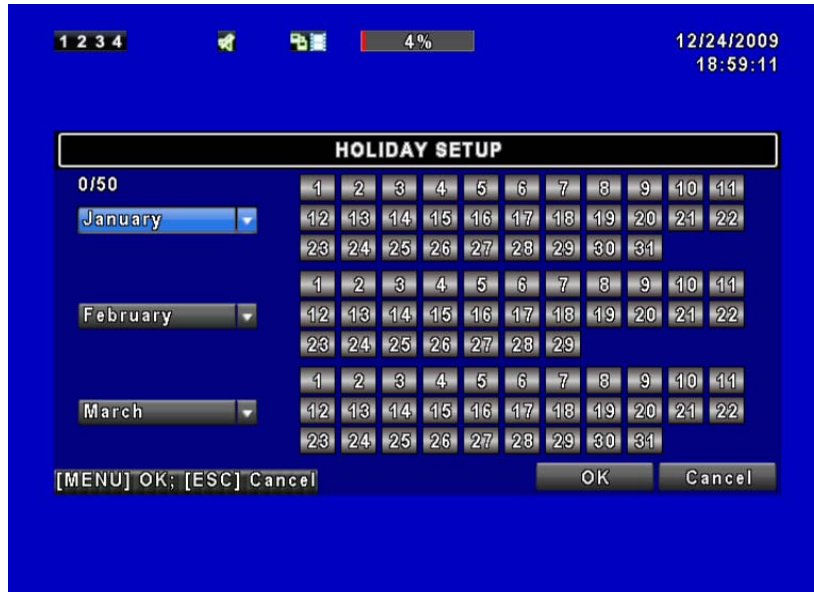 1 2 3 4 4% 12/24/2009
18:59:11
HOLIDAY SETUP
0/50
January
1 2 3 4 5 6 7 8 9 10 11
12 13 14 15 16 17 18 19 20 21 22
23 24 25 26 27 28 29 30 31
February
1 2 3 4 5 6 7 8 9 10 11
12 13 14 15 16 17 18 19 20 21 22
23 24 25 26 27 28 29
March
1 2 3 4 5 6 7 8 9 10 11
12 13 14 15 16 17 18 19 20 21 22
23 24 25 26 27 28 29 30 31
[MENU] OK; [ESC] Cancel OK Cancel